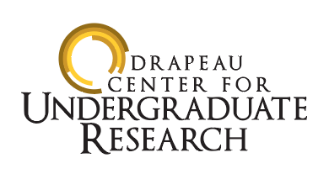 DRAPEAU
CENTER FOR
UNDERGRADUATE
RESEARCH